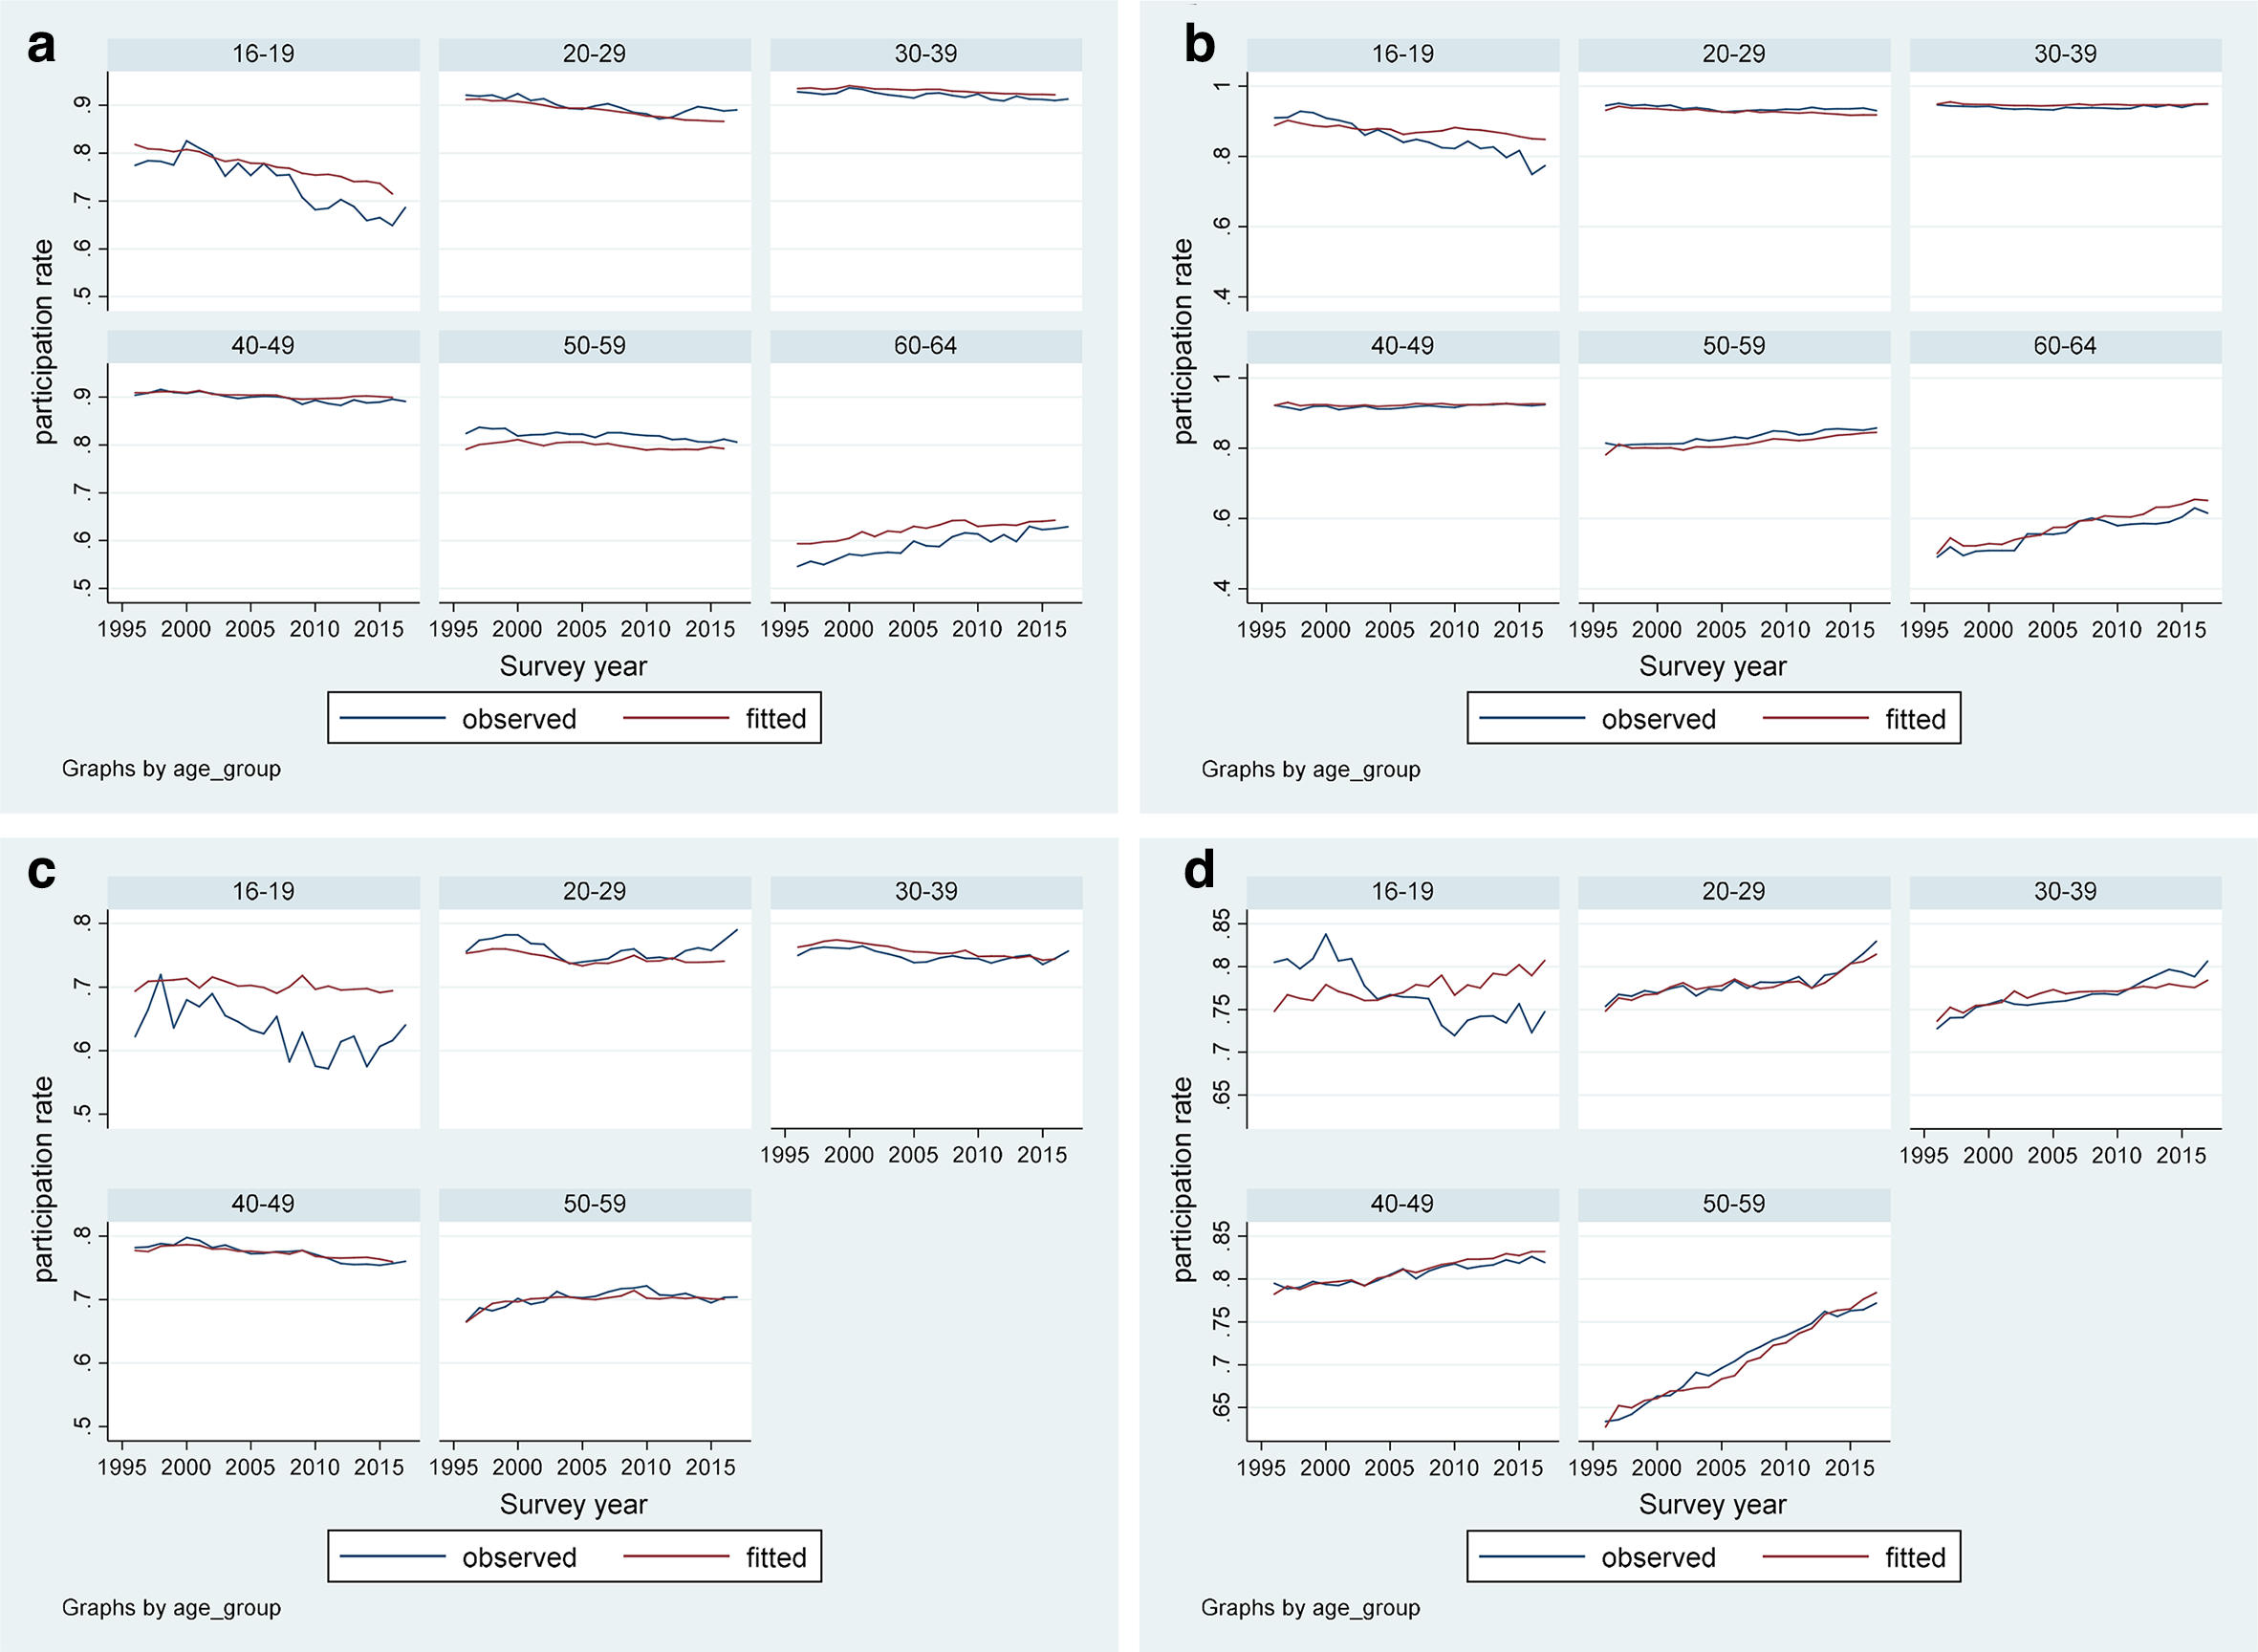 a
16-19 20-29 30-39
.9
.8
.7
.6
.5
40-49 50-59 60-64
.9
.8
.7
.6
.5
participation rate
1995 2000 2005 2010 2015 1995 2000 2005 2010 2015 1995 2000 2005 2010 2015
Survey year
observed fitted
Graphs by age_group
b
16-19 20-29 30-39
1
.8
.6
.4
40-49 50-59 60-64
1
.8
.6
.4
participation rate
1995 2000 2005 2010 2015 1995 2000 2005 2010 2015 1995 2000 2005 2010 2015
Survey year
observed fitted
Graphs by age_group
c
16-19 20-29 30-39
.8
.7
.6
.5
1995 2000 2005 2010 2015
40-49 50-59
.8
.7
.6
.5
participation rate
1995 2000 2005 2010 2015 1995 2000 2005 2010 2015
Survey year
observed fitted
Graphs by age_group
d
16-19 20-29 30-39
.85
.8
.75
.7
.65
1995 2000 2005 2010 2015
40-49 50-59
.85
.8
.75
.7
.65
participation rate
1995 2000 2005 2010 2015 1995 2000 2005 2010 2015
Survey year
observed fitted
Graphs by age_group